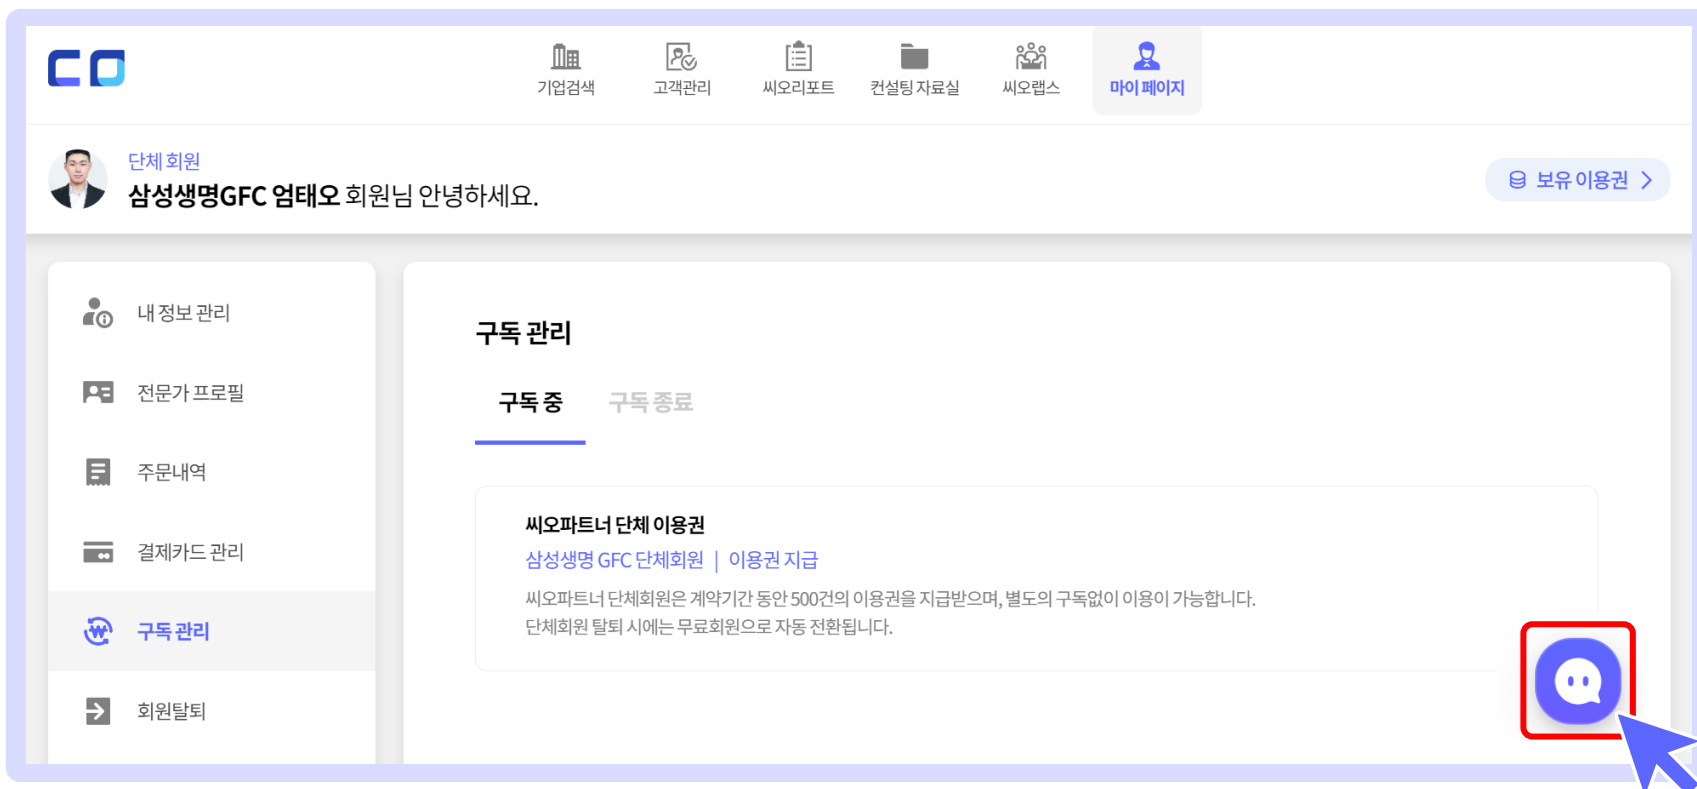 CO
기업검색
고객관리
씨오리포트
컨설팅 자료실
씨오랩스
마이 페이지
단체 회원
삼성생명GFC 엄태오 회원님 안녕하세요.
보유 이용권
내 정보 관리
전문가 프로필
주문내역
결제카드 관리
구독 관리
회원탈퇴
구독 관리
구독 중 구독 종료
씨오파트너 단체 이용권
삼성생명 GFC 단체회원 | 이용권 지급
씨오파트너 단체회원은 계약기간 동안 500건의 이용권을 지급받으며, 별도의 구독없이 이용이 가능합니다.
단체회원 탈퇴 시에는 무료회원으로 자동 전환됩니다.